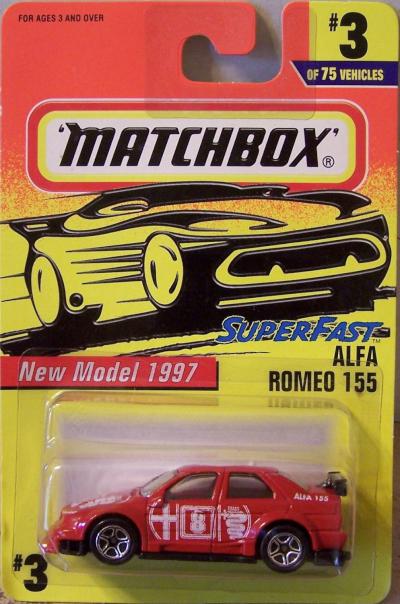 FOR AGES 3 AND OVER
#3
OF 75 VEHICLES
'MATCHBOX'®
SUPERFAST™
ALFA
ROMEO 155
New Model 1997
ALFA 155
8
#3